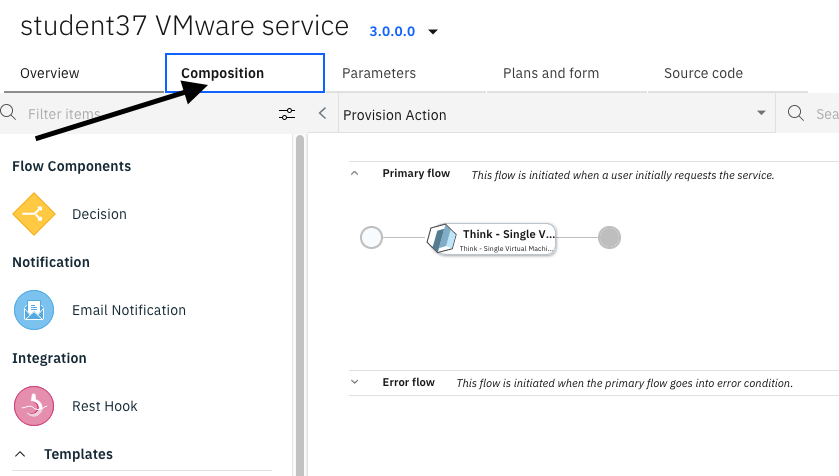 student37 VMware service 3.0.0.0
Overview Composition Parameters Plans and form Source code
Filter items Provision Action Sea
Flow Components
Decision
Notification
Email Notification
Integration
Rest Hook
Templates
Primary flow This flow is initiated when a user initially requests the service.
Think - Single V...
Think - Single Virtual Machi...
Error flow This flow is initiated when the primary flow goes into error condition.